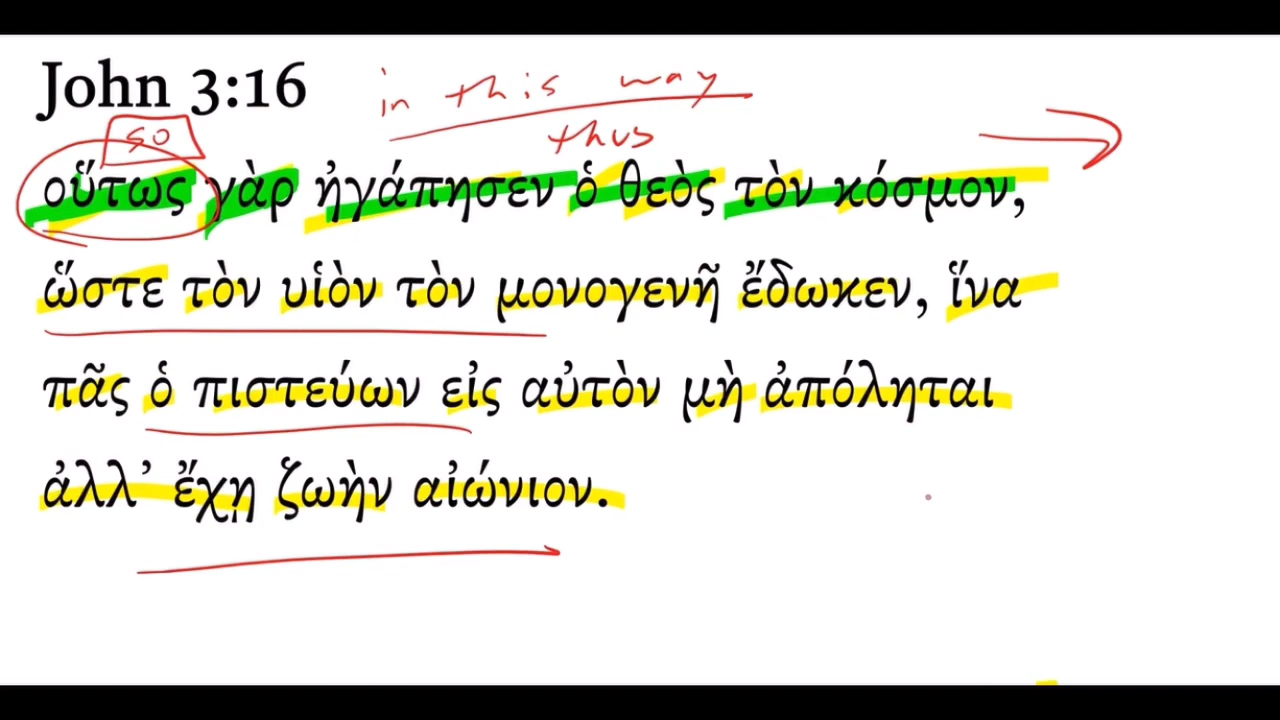 John 3:16
in this way
so
thus
οὕτως γὰρ ἠγάπησεν ὁ θεὸς τὸν κόσμον,
ὥστε τὸν υἱὸν τὸν μονογενῆ ἔδωκεν, ἵνα
πᾶς ὁ πιστεύων εἰς αὐτὸν μὴ ἀπόληται
ἀλλ᾽ ἔχῃ ζωὴν αἰώνιον.